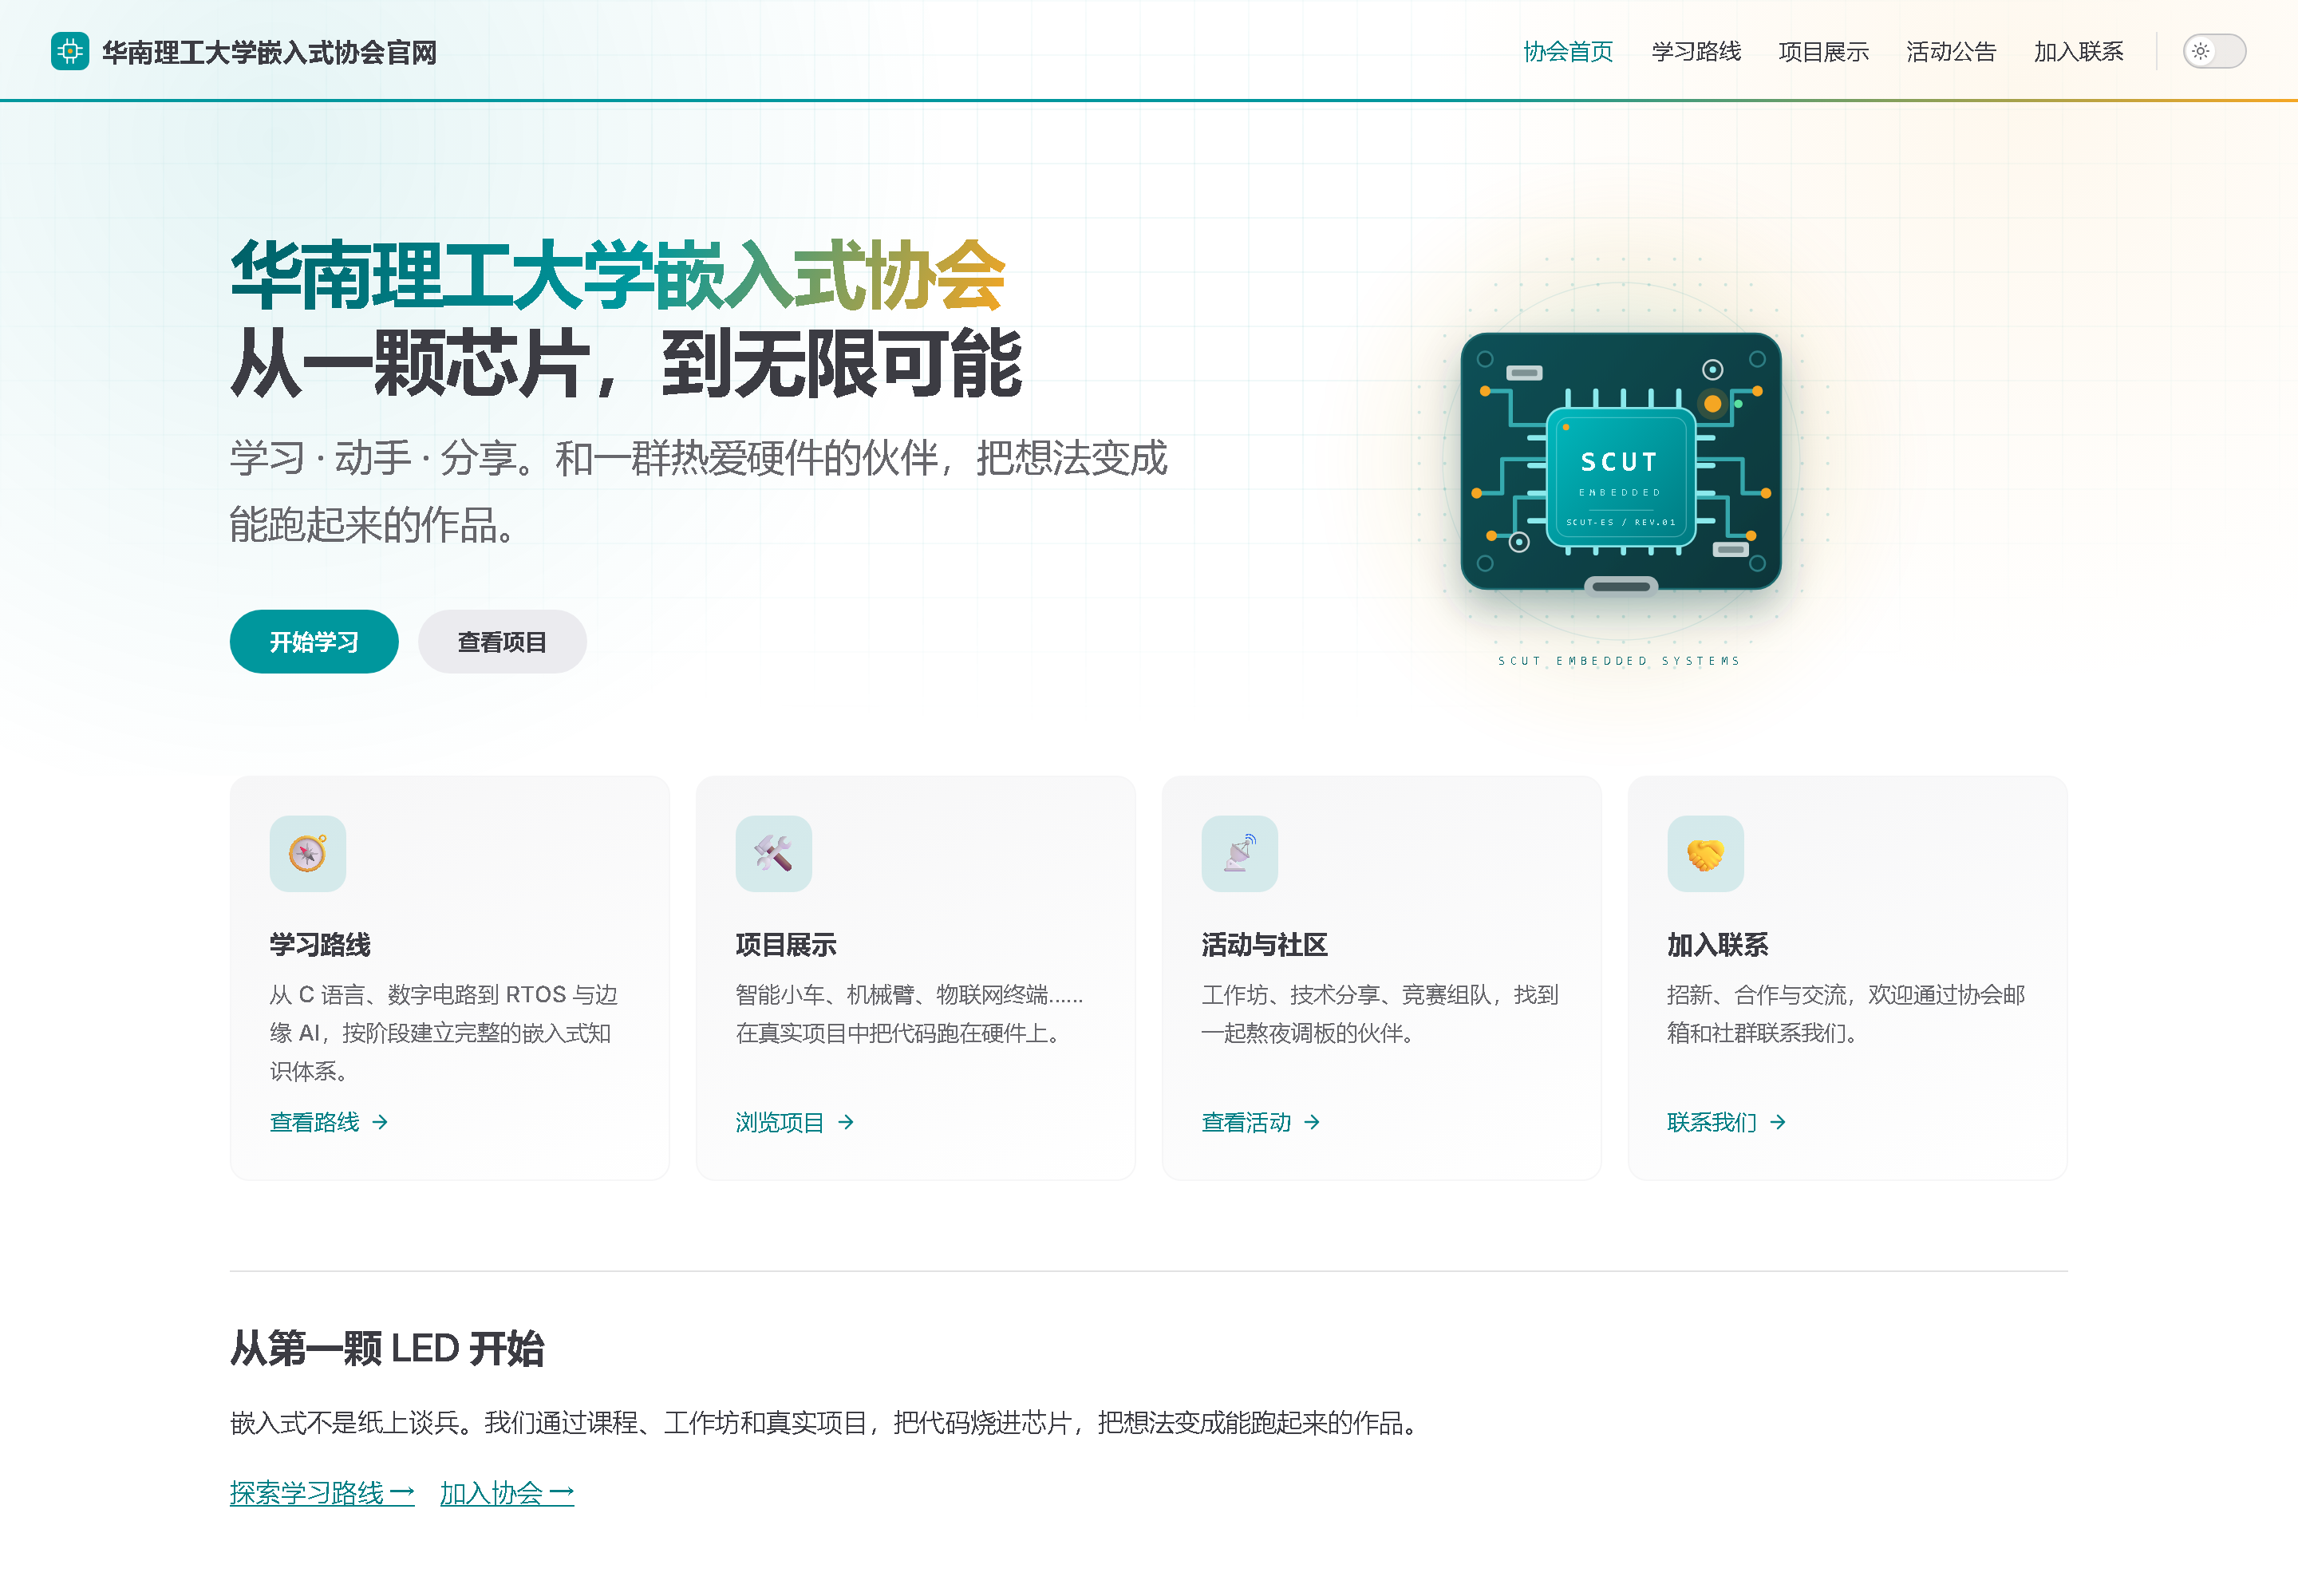 华南理工大学嵌入式协会官网
协会首页 学习路线 项目展示 活动公告 加入联系
华南理工大学嵌入式协会
从一颗芯片，到无限可能
学习 · 动手 · 分享。和一群热爱硬件的伙伴，把想法变成
能跑起来的作品。
开始学习 查看项目
SCUT
EMBEDDED
SCUT-ES / REV.01
SCUT EMBEDDED SYSTEMS
学习路线
从 C 语言、数字电路到 RTOS 与边
缘 AI，按阶段建立完整的嵌入式知
识体系。
查看路线 →
项目展示
智能小车、机械臂、物联网终端……
在真实项目中把代码跑在硬件上。
浏览项目 →
活动与社区
工作坊、技术分享、竞赛组队，找到
一起熬夜调板的伙伴。
查看活动 →
加入联系
招新、合作与交流，欢迎通过协会邮
箱和社群联系我们。
联系我们 →
从第一颗 LED 开始
嵌入式不是纸上谈兵。我们通过课程、工作坊和真实项目，把代码烧进芯片，把想法变成能跑起来的作品。
探索学习路线 → 加入协会 →